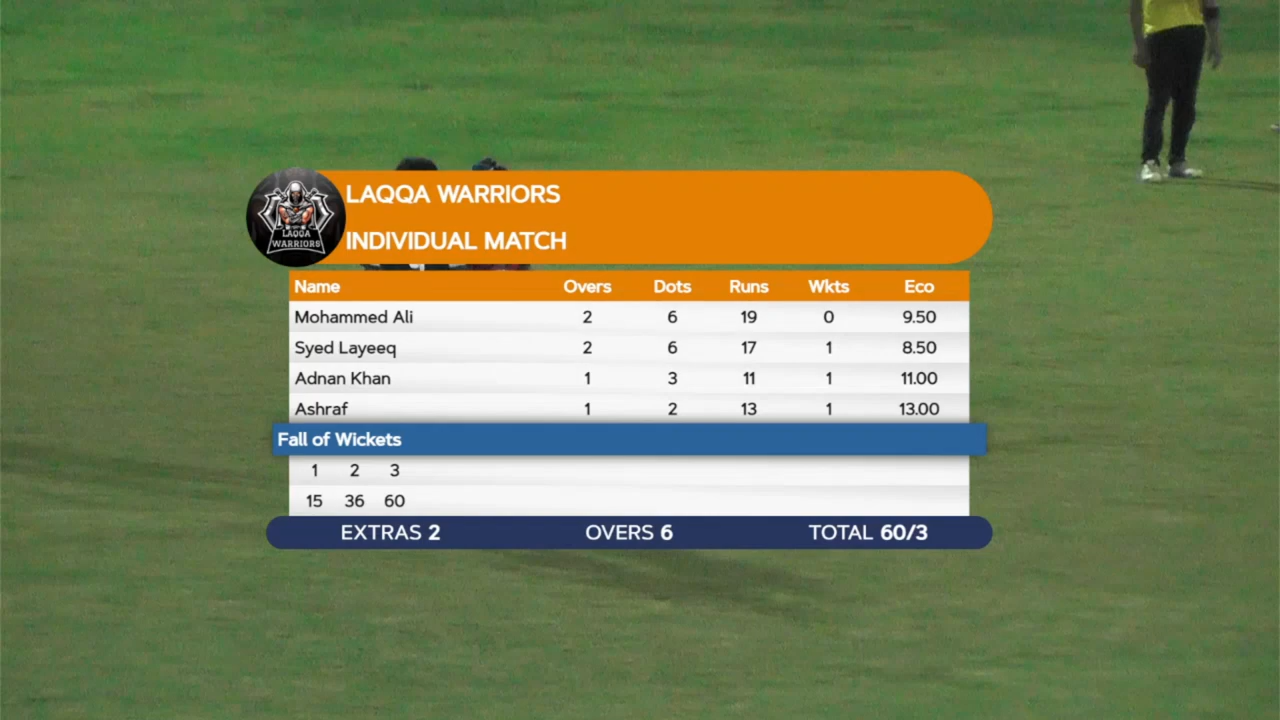 LAQQA WARRIORS
INDIVIDUAL MATCH
LAQQA
WARRIORS
Name Overs Dots Runs Wkts Eco
Mohammed Ali 2 6 19 0 9.50
Syed Layeeq 2 6 17 1 8.50
Adnan Khan 1 3 11 1 11.00
Ashraf 1 2 13 1 13.00
Fall of Wickets
1 2 3
15 36 60
EXTRAS 2 OVERS 6 TOTAL 60/3